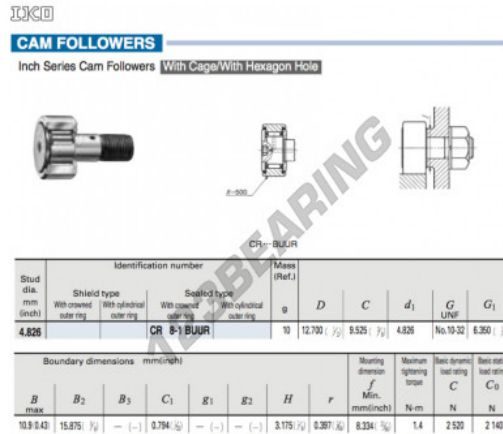 IKO
CAM FOLLOWERS
Inch Series Cam Followers With Cage/With Hexagon Hole
CR…BUUR
123BEARING
Stud dia. mm (inch) Identification number Mass (Ref.) g D C d1 G UNF G1
Shield type Sealed type
With crowned outer ring With cylindrical outer ring With crowned outer ring With cylindrical outer ring
4.826 CR 8-1 BUUR 10 12.700 9.525 4.826 No.10-32 6.350
Boundary dimensions mm(inch) Mounting dimension f Min. mm(inch) Maximum tightening torque N-m Basic dynamic load rating C N Basic static C0 N
B max B2 B3 C1 g1 g2 H r
10.9(0.43) 15.875 – (–) 0.794 – (–) – (–) 3.175 0.397 8.334 1.4 2 520